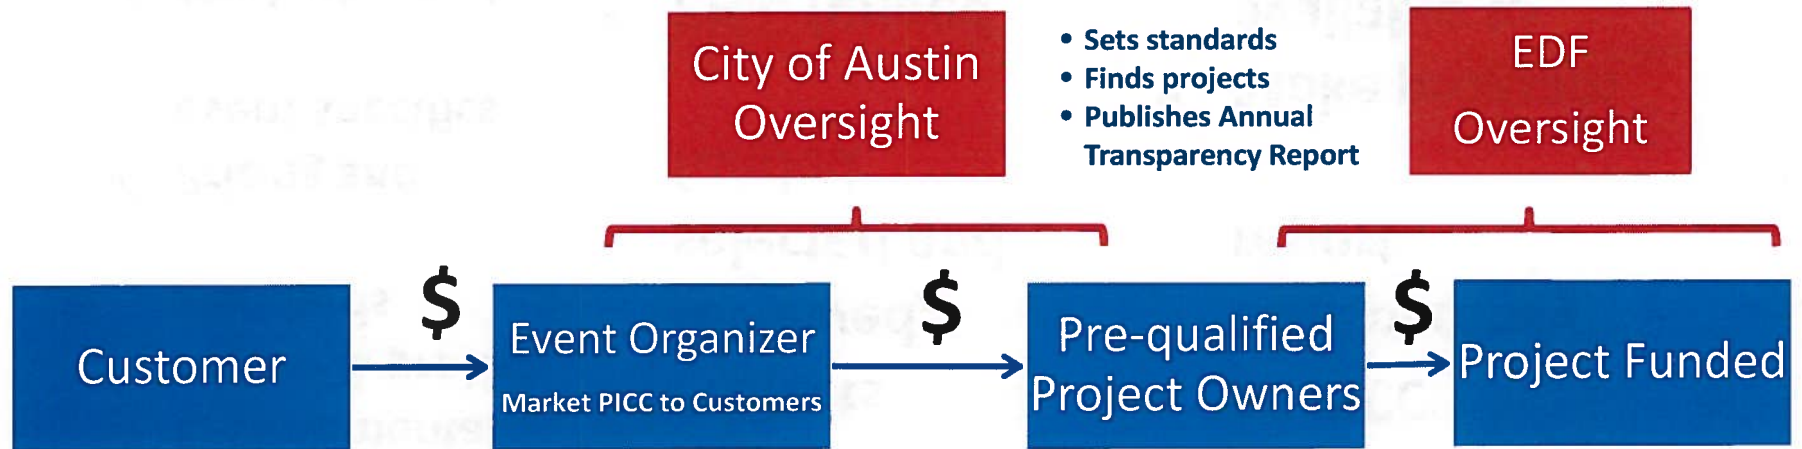 City of Austin
Oversight
• Sets standards
• Finds projects
• Publishes Annual
Transparency Report
EDF
Oversight
Customer
$
Event Organizer
Market PICC to Customers
$
Pre-qualified
Project Owners
$
Project Funded